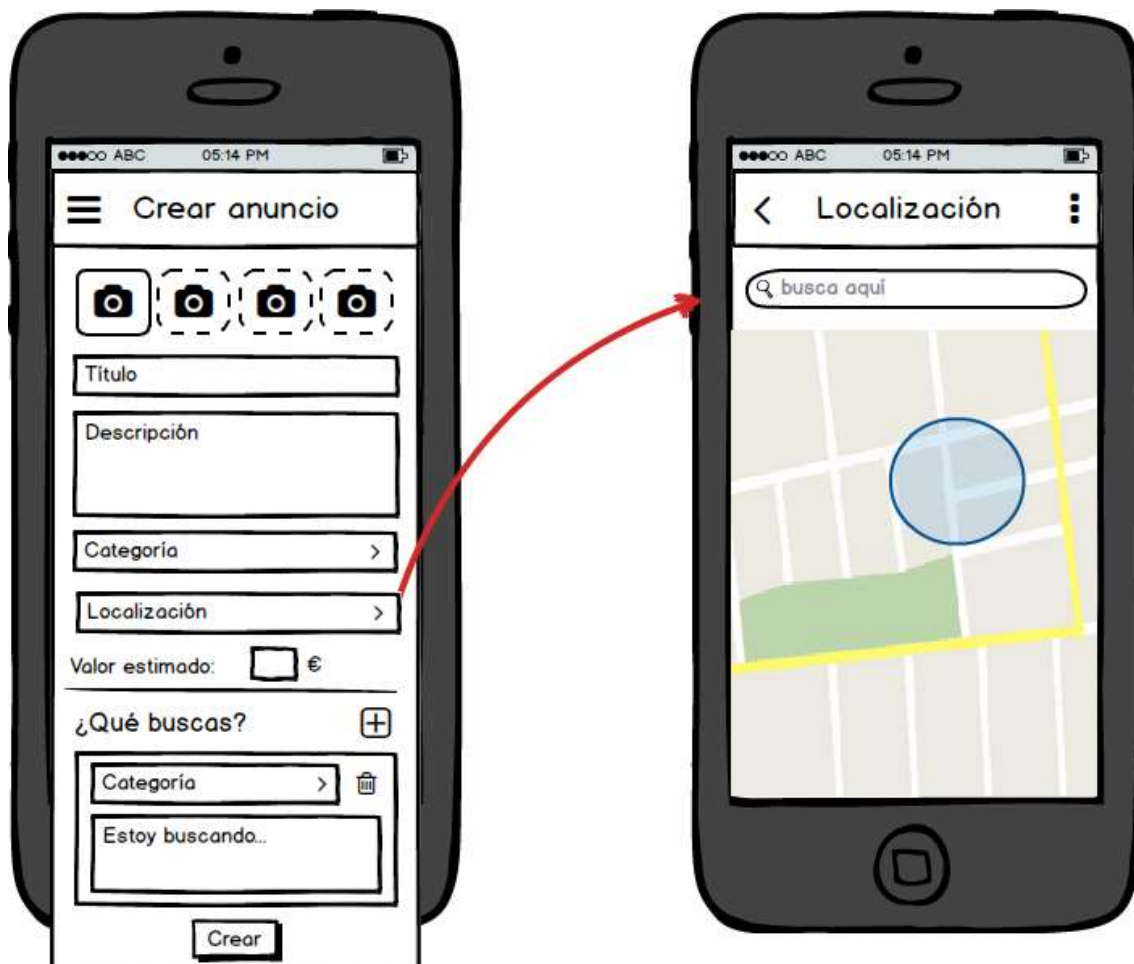 ABC 05:14 PM
Crear anuncio
Título
Descripción
Categoría
Localización
Valor estimado: €
¿Qué buscas?
Categoría
Estoy buscando...
Crear
ABC 05:14 PM
Localización
busca aquí